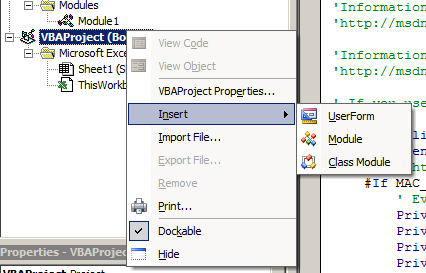 Modules
Module1
VBAProject (Bo
Microsoft Exce
Sheet1 (S
ThisWorkb
View Code
View Object
VBAProject Properties...
Insert
Import File...
Export File...
Remove
Print...
Dockable
Hide
UserForm
Module
Class Module
'Information
'http://msdn
'Information
'http://msdn
' If you use
#If MAC_
' Ev
Priv
Priv
Priv
Priv
Properties - VBAProject
VBAProject Project